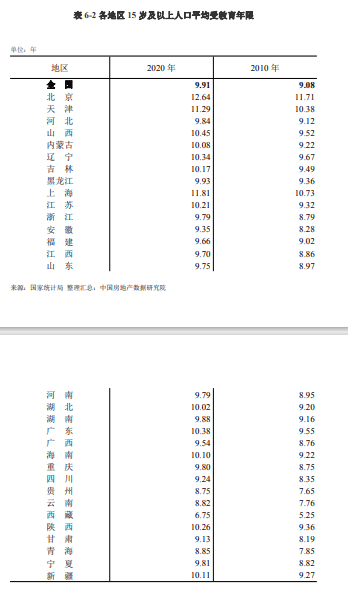 表 6-2 各地区 15 岁及以上人口平均受教育年限
单位：年
地区 2020 年 2010 年
全 国 9.91 9.08
北 京 12.64 11.71
天 津 11.29 10.38
河 北 9.84 9.12
山 西 10.45 9.52
内蒙古 10.08 9.22
辽 宁 10.34 9.67
吉 林 10.17 9.49
黑龙江 9.93 9.36
上 海 11.81 10.73
江 苏 10.21 9.32
浙 江 9.79 8.79
安 徽 9.35 8.28
福 建 9.66 9.02
江 西 9.70 8.86
山 东 9.75 8.97
来源：国家统计局 整理汇总：中国房地产数据研究院
河 南 9.79 8.95
湖 北 10.02 9.20
湖 南 9.88 9.16
广 东 10.38 9.55
广 西 9.54 8.76
海 南 10.10 9.22
重 庆 9.80 8.75
四 川 9.24 8.35
贵 州 8.75 7.65
云 南 8.82 7.76
西 藏 6.75 5.25
陕 西 10.26 9.36
甘 肃 9.13 8.19
青 海 8.85 7.85
宁 夏 9.81 8.82
新 疆 10.11 9.27